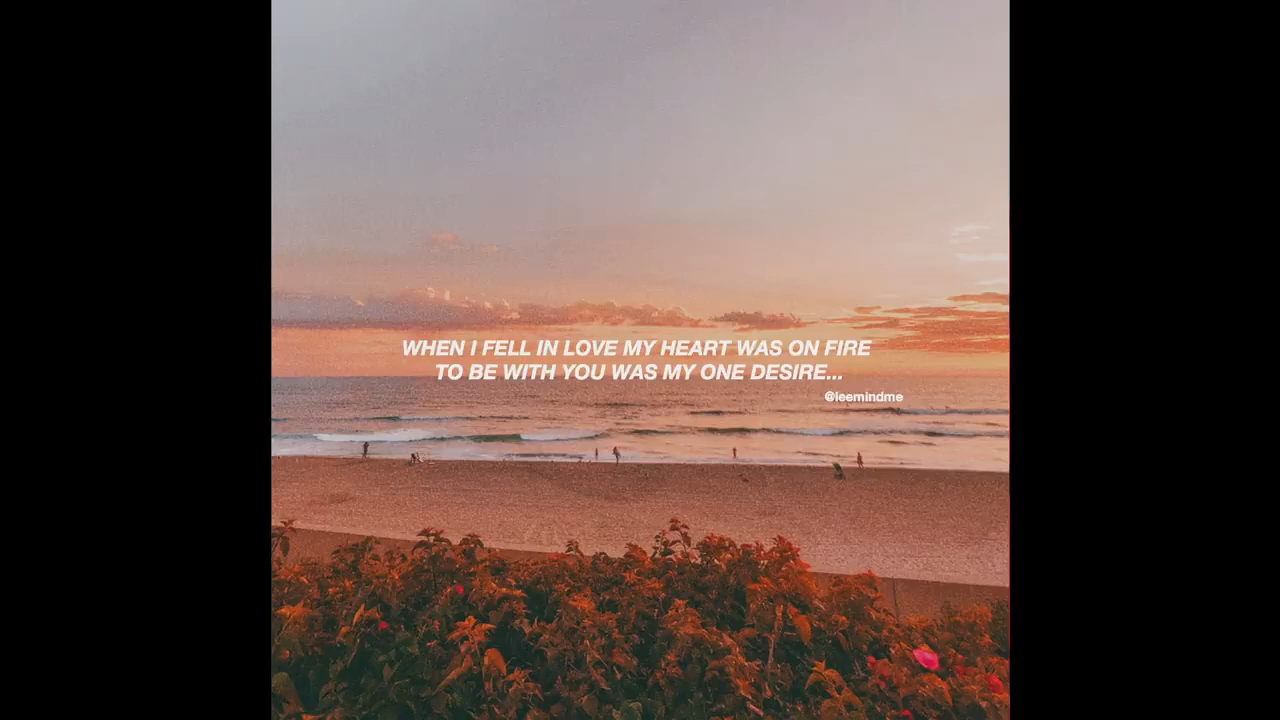 WHEN I FELL IN LOVE MY HEART WAS ON FIRE
TO BE WITH YOU WAS MY ONE DESIRE...
@leemindme